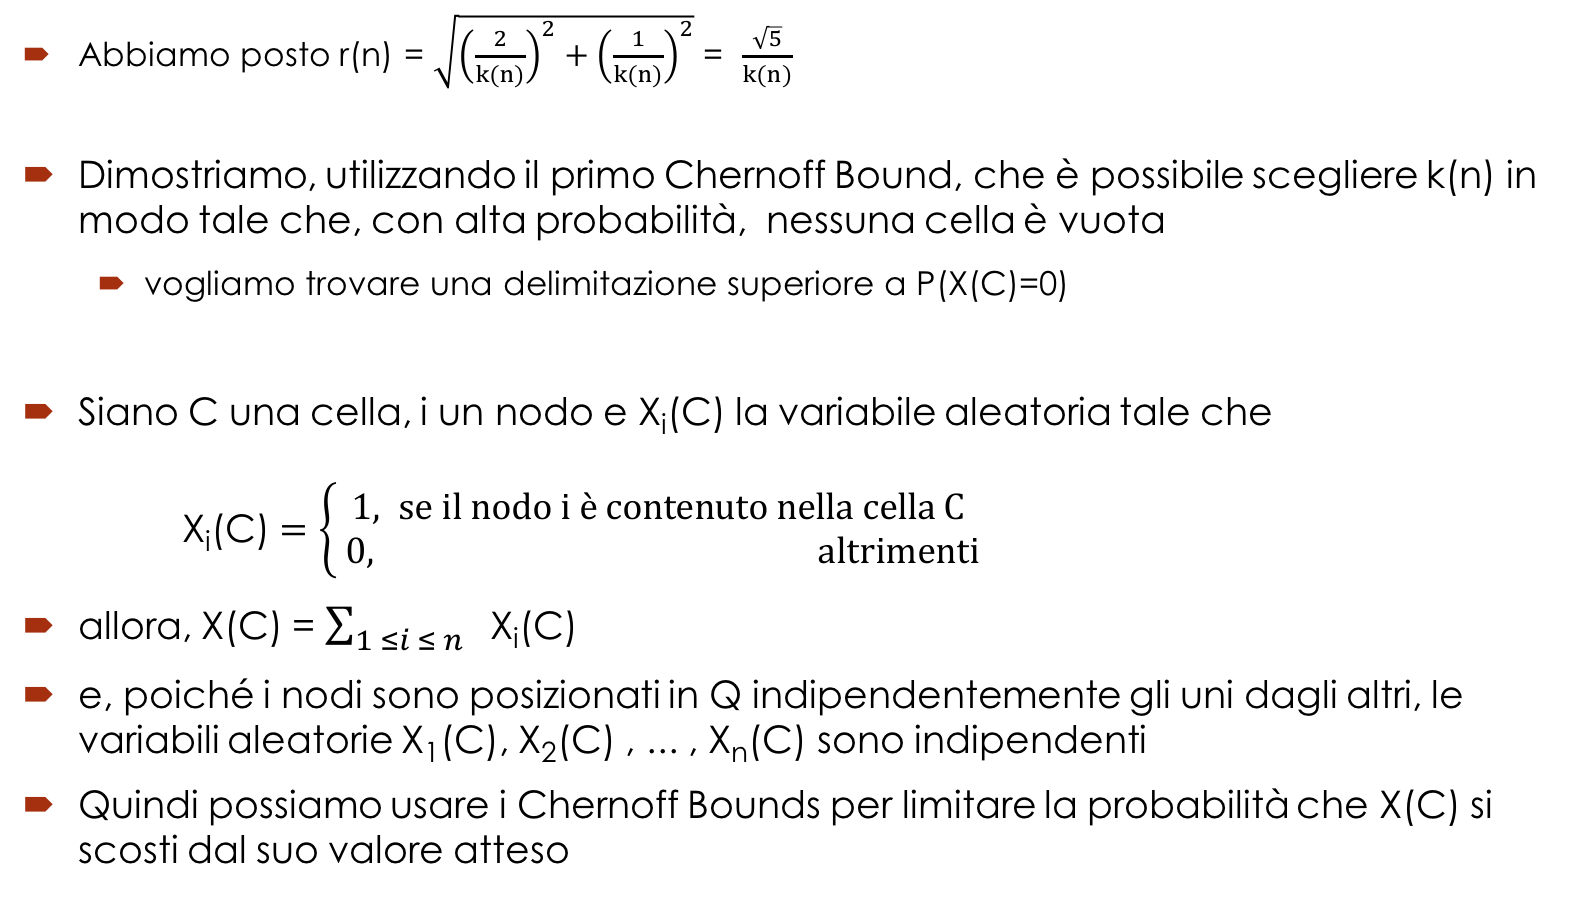 Abbiamo posto r(n) = √((2/k(n))² + (1/k(n))²) = √5/k(n)
Dimostriamo, utilizzando il primo Chernoff Bound, che è possibile scegliere k(n) in
modo tale che, con alta probabilità, nessuna cella è vuota
vogliamo trovare una delimitazione superiore a P(X(C)=0)
Siano C una cella, i un nodo e Xᵢ(C) la variabile aleatoria tale che
Xᵢ(C) = { 1, se il nodo i è contenuto nella cella C
0, altrimenti
allora, X(C) = ∑₁ ≤ᵢ ≤ ₙ Xᵢ(C)
e, poiché i nodi sono posizionati in Q indipendentemente gli uni dagli altri, le
variabili aleatorie X₁(C), X₂(C) , … , Xₙ(C) sono indipendenti
Quindi possiamo usare i Chernoff Bounds per limitare la probabilità che X(C) si
scosti dal suo valore atteso